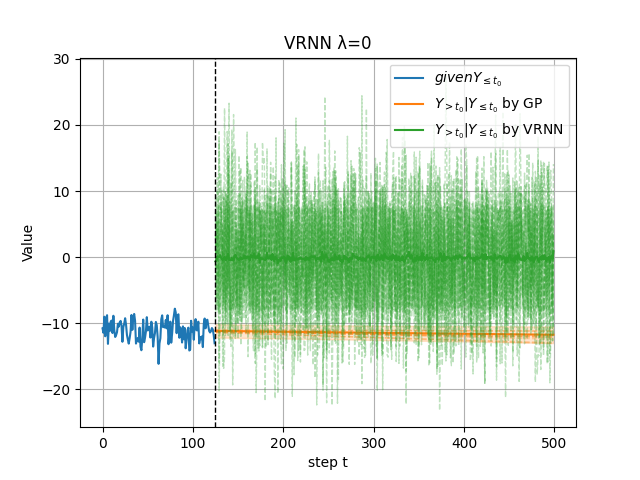 VRNN λ=0
30
20
10
0
−10
−20
Value
0
100
200
300
400
500
step t
givenY≤t₀
Y>t₀|Y≤t₀ by GP
Y>t₀|Y≤t₀ by VRNN